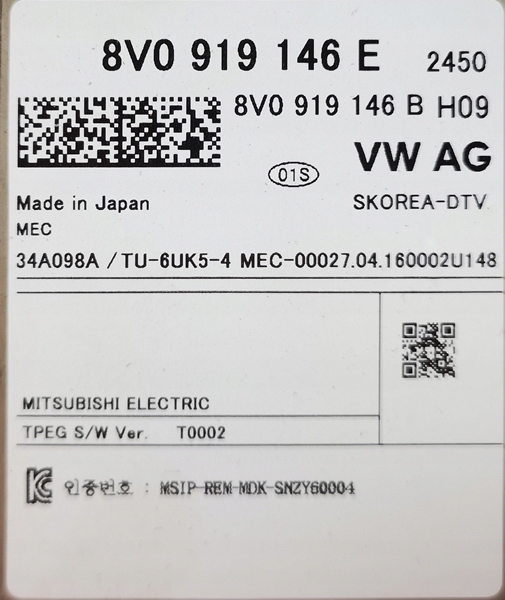 8V0 919 146 E 2450
8V0 919 146 B H09
VW AG
01S
Made in Japan SKOREA-DTV
MEC
34A098A / TU-6UK5-4 MEC-00027.04.160002U148
MITSUBISHI ELECTRIC
TPEG S/W Ver. T0002
인증번호 : MSIP-REM-MDK-SNZY60004